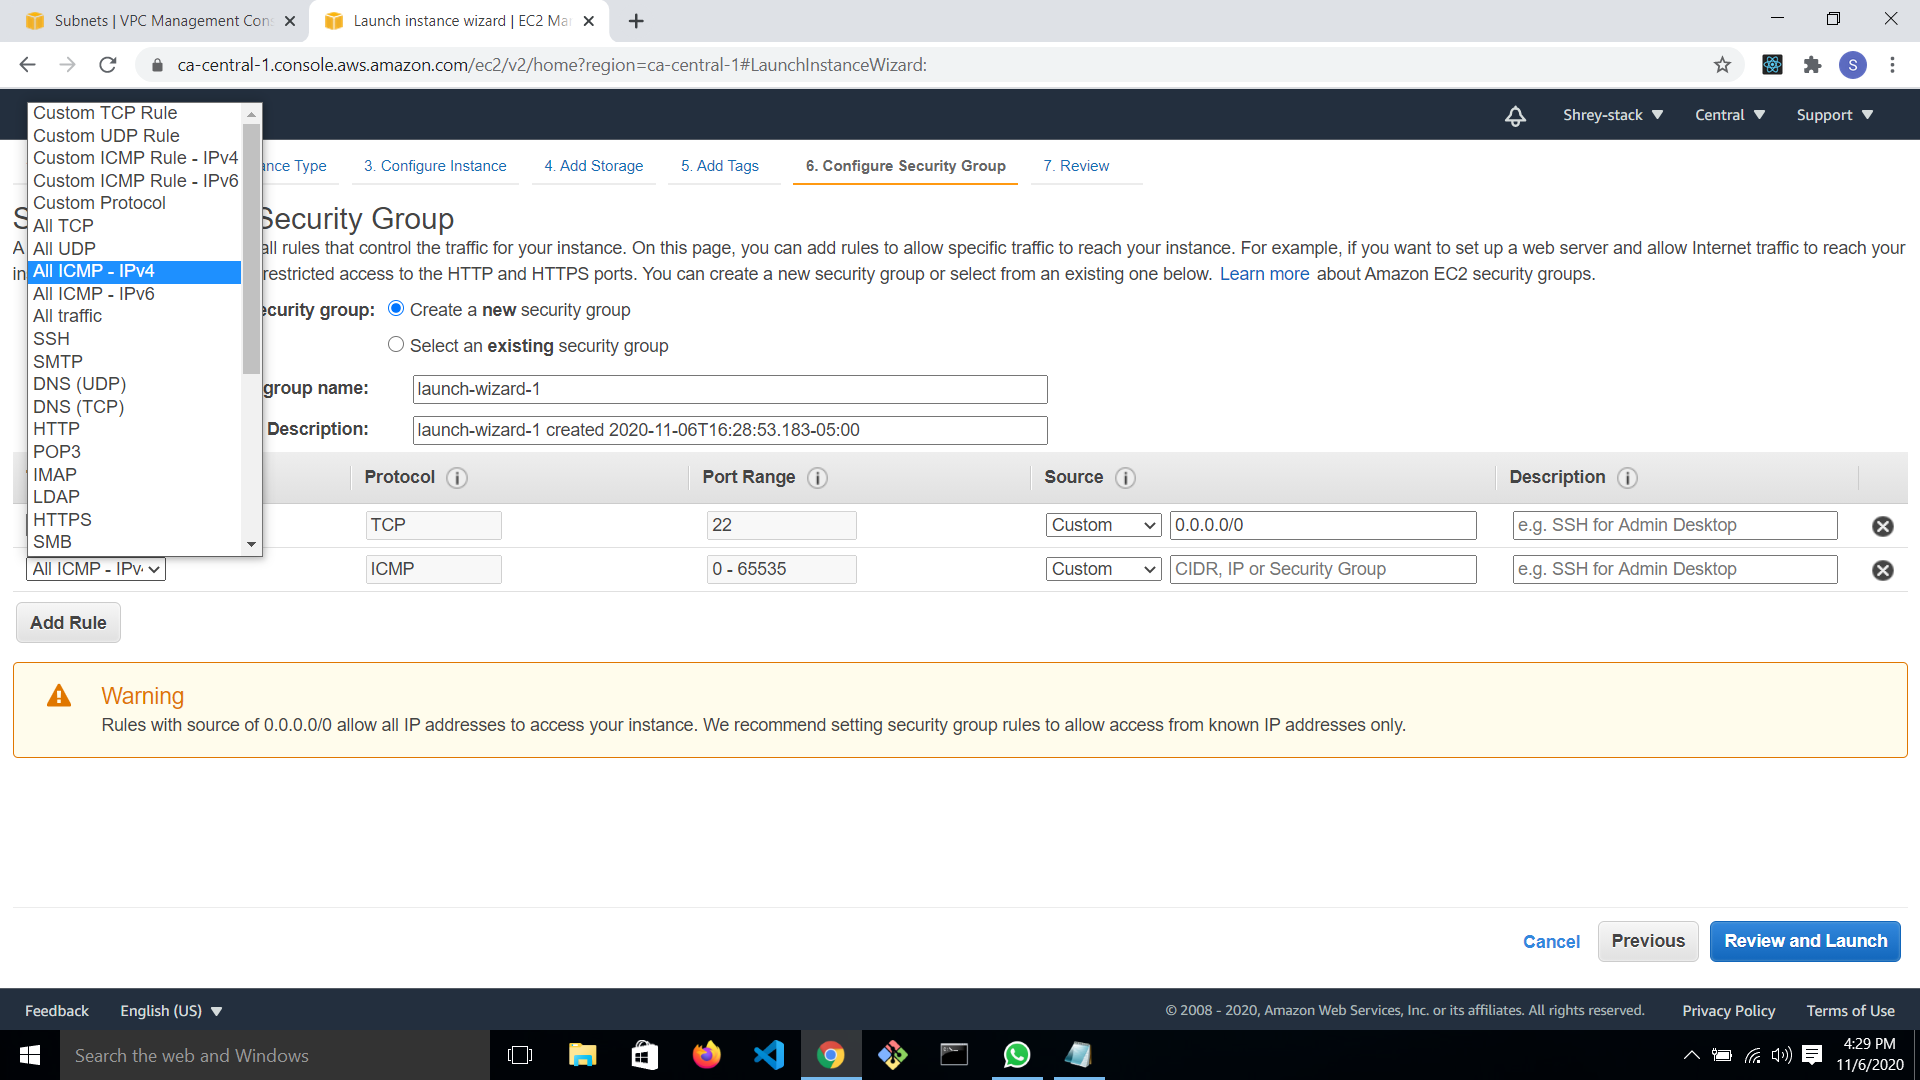 Subnets | VPC Management Cons
Launch instance wizard | EC2 Man
ca-central-1.console.aws.amazon.com/ec2/v2/home?region=ca-central-1#LaunchInstanceWizard:
S
Shrey-stack
Central
Support
Custom TCP Rule
Custom UDP Rule
Custom ICMP Rule - IPv4
Custom ICMP Rule - IPv6
Custom Protocol
All TCP
All UDP
All ICMP - IPv4
All ICMP - IPv6
All traffic
SSH
SMTP
DNS (UDP)
DNS (TCP)
HTTP
POP3
IMAP
LDAP
HTTPS
SMB
ance Type 3. Configure Instance 4. Add Storage 5. Add Tags 6. Configure Security Group 7. Review
S Security Group
A all rules that control the traffic for your instance. On this page, you can add rules to allow specific traffic to reach your instance. For example, if you want to set up a web server and allow Internet traffic to reach your
in restricted access to the HTTP and HTTPS ports. You can create a new security group or select from an existing one below. Learn more about Amazon EC2 security groups.
ecurity group: Create a new security group
Select an existing security group
group name: launch-wizard-1
Description: launch-wizard-1 created 2020-11-06T16:28:53.183-05:00
Protocol Port Range Source Description
TCP 22 Custom 0.0.0.0/0 e.g. SSH for Admin Desktop
All ICMP - IPv4 ICMP 0 - 65535 Custom CIDR, IP or Security Group e.g. SSH for Admin Desktop
Add Rule
Warning
Rules with source of 0.0.0.0/0 allow all IP addresses to access your instance. We recommend setting security group rules to allow access from known IP addresses only.
Cancel Previous Review and Launch
Feedback English (US) © 2008 - 2020, Amazon Web Services, Inc. or its affiliates. All rights reserved. Privacy Policy Terms of Use
Search the web and Windows
4:29 PM
11/6/2020